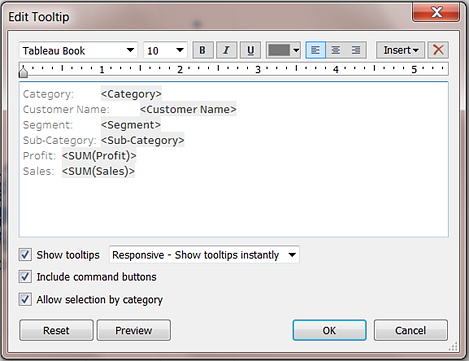 Edit Tooltip
Tableau Book 10 B I U Insert
1 2 3 4 5
Category: <Category>
Customer Name: <Customer Name>
Segment: <Segment>
Sub-Category: <Sub-Category>
Profit: <SUM(Profit)>
Sales: <SUM(Sales)>
Show tooltips Responsive - Show tooltips instantly
Include command buttons
Allow selection by category
Reset Preview OK Cancel